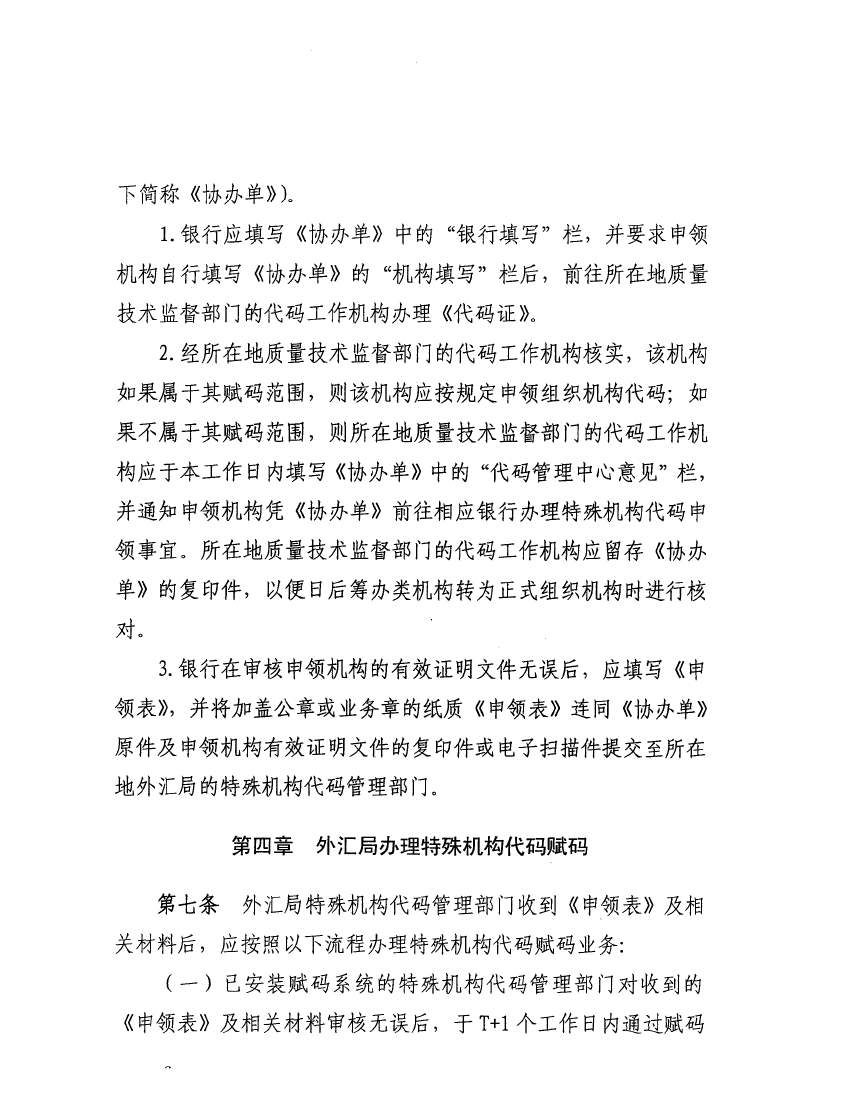 下简称《协办单》)。
1.银行应填写《协办单》中的“银行填写”栏，并要求申领
机构自行填写《协办单》的“机构填写”栏后，前往所在地质量
技术监督部门的代码工作机构办理《代码证》。
2.经所在地质量技术监督部门的代码工作机构核实，该机构
如果属于其赋码范围，则该机构应按规定申领组织机构代码；如
果不属于其赋码范围，则所在地质量技术监督部门的代码工作机
构应于本工作日内填写《协办单》中的“代码管理中心意见”栏，
并通知申领机构凭《协办单》前往相应银行办理特殊机构代码申
领事宜。所在地质量技术监督部门的代码工作机构应留存《协办
单》的复印件，以便日后筹办类机构转为正式组织机构时进行核
对。
3.银行在审核申领机构的有效证明文件无误后，应填写《申
领表》，并将加盖公章或业务章的纸质《申领表》连同《协办单》
原件及申领机构有效证明文件的复印件或电子扫描件提交至所在
地外汇局的特殊机构代码管理部门。
第四章 外汇局办理特殊机构代码赋码
第七条 外汇局特殊机构代码管理部门收到《申领表》及相
关材料后，应按照以下流程办理特殊机构代码赋码业务：
（一）已安装赋码系统的特殊机构代码管理部门对收到的
《申领表》及相关材料审核无误后，于 T+1 个工作日内通过赋码